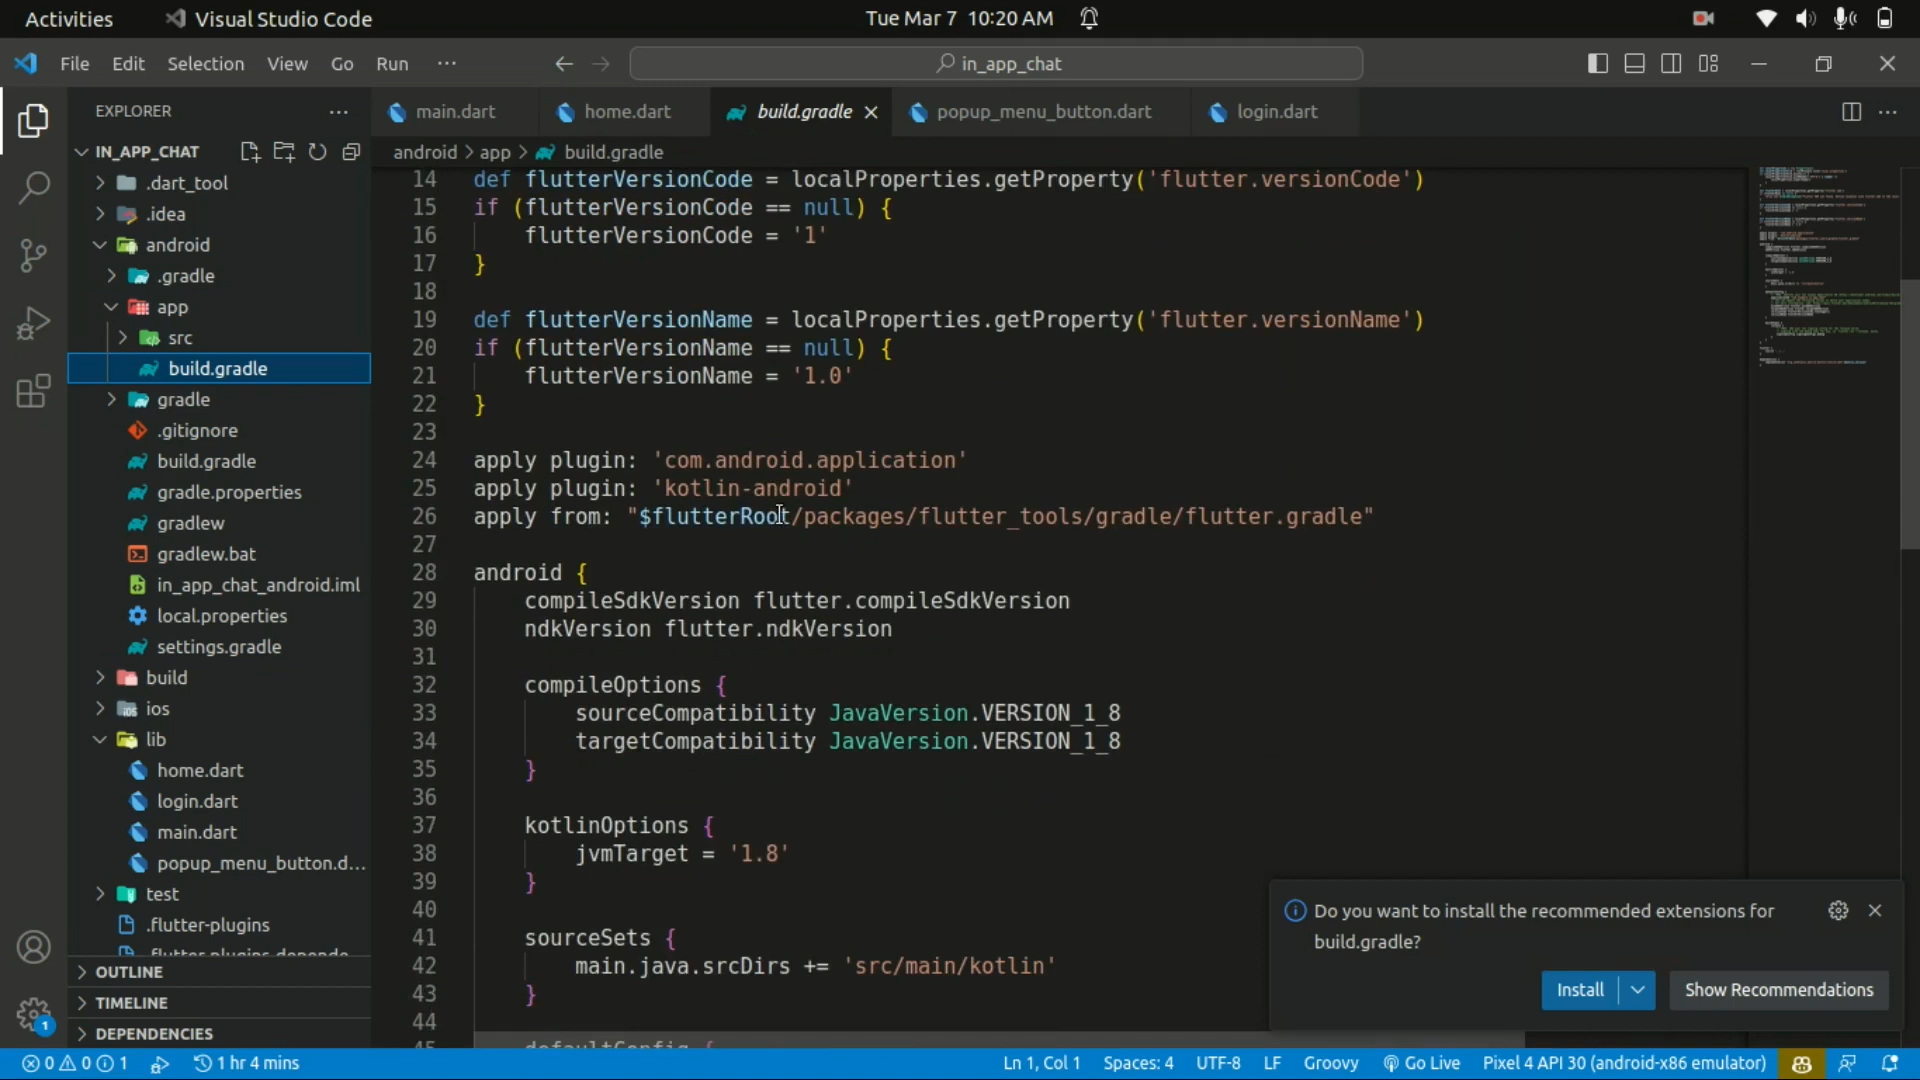 Activities Visual Studio Code Tue Mar 7 10:20 AM
File Edit Selection View Go Run ··· in_app_chat
EXPLORER ···
main.dart home.dart build.gradle popup_menu_button.dart login.dart ···
IN_APP_CHAT
android > app > build.gradle
.dart_tool
.idea
android
.gradle
app
src
build.gradle
gradle
.gitignore
build.gradle
gradle.properties
gradlew
gradlew.bat
in_app_chat_android.iml
local.properties
settings.gradle
build
ios
lib
home.dart
login.dart
main.dart
popup_menu_button.d...
test
.flutter-plugins
.flutter-plugins-depende...
OUTLINE
TIMELINE
DEPENDENCIES
14 def flutterVersionCode = localProperties.getProperty('flutter.versionCode')
15 if (flutterVersionCode == null) {
16 flutterVersionCode = '1'
17 }
18
19 def flutterVersionName = localProperties.getProperty('flutter.versionName')
20 if (flutterVersionName == null) {
21 flutterVersionName = '1.0'
22 }
23
24 apply plugin: 'com.android.application'
25 apply plugin: 'kotlin-android'
26 apply from: "$flutterRoot/packages/flutter_tools/gradle/flutter.gradle"
27
28 android {
29 compileSdkVersion flutter.compileSdkVersion
30 ndkVersion flutter.ndkVersion
31
32 compileOptions {
33 sourceCompatibility JavaVersion.VERSION_1_8
34 targetCompatibility JavaVersion.VERSION_1_8
35 }
36
37 kotlinOptions {
38 jvmTarget = '1.8'
39 }
40
41 sourceSets {
42 main.java.srcDirs += 'src/main/kotlin'
43 }
44
45 defaultConfig {
Do you want to install the recommended extensions for
build.gradle?
Install Show Recommendations
1
0 0 1 1 hr 4 mins Ln 1, Col 1 Spaces: 4 UTF-8 LF Groovy Go Live Pixel 4 API 30 (android-x86 emulator)